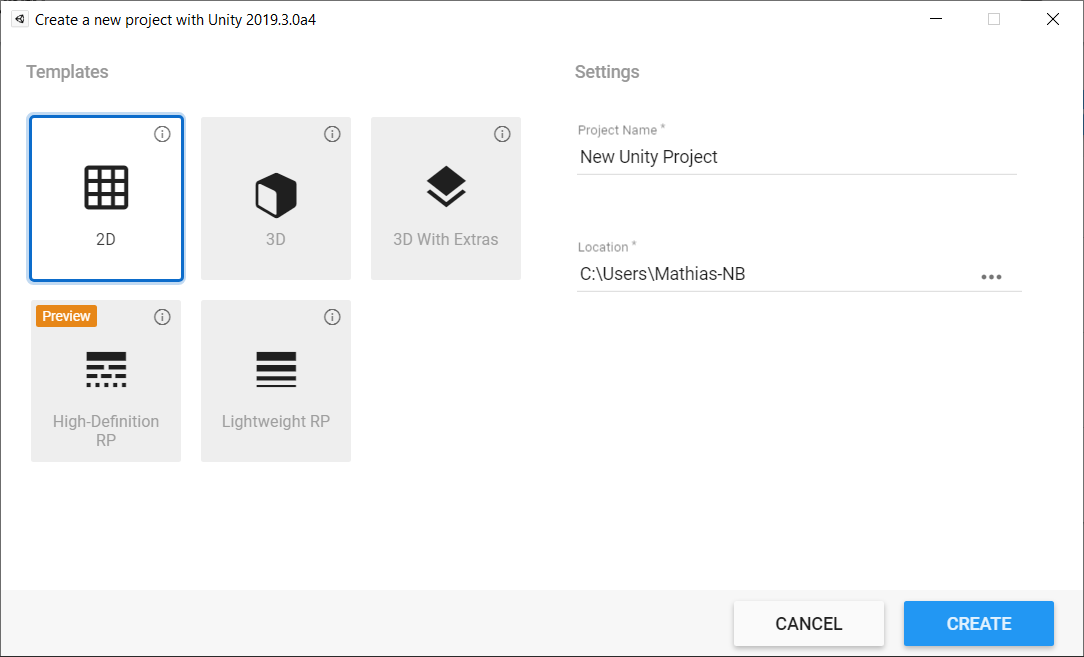 Create a new project with Unity 2019.3.0a4
Templates
Settings
2D
3D
3D With Extras
Preview
High-Definition
RP
Lightweight RP
Project Name *
New Unity Project
Location *
C:\Users\Mathias-NB
CANCEL
CREATE